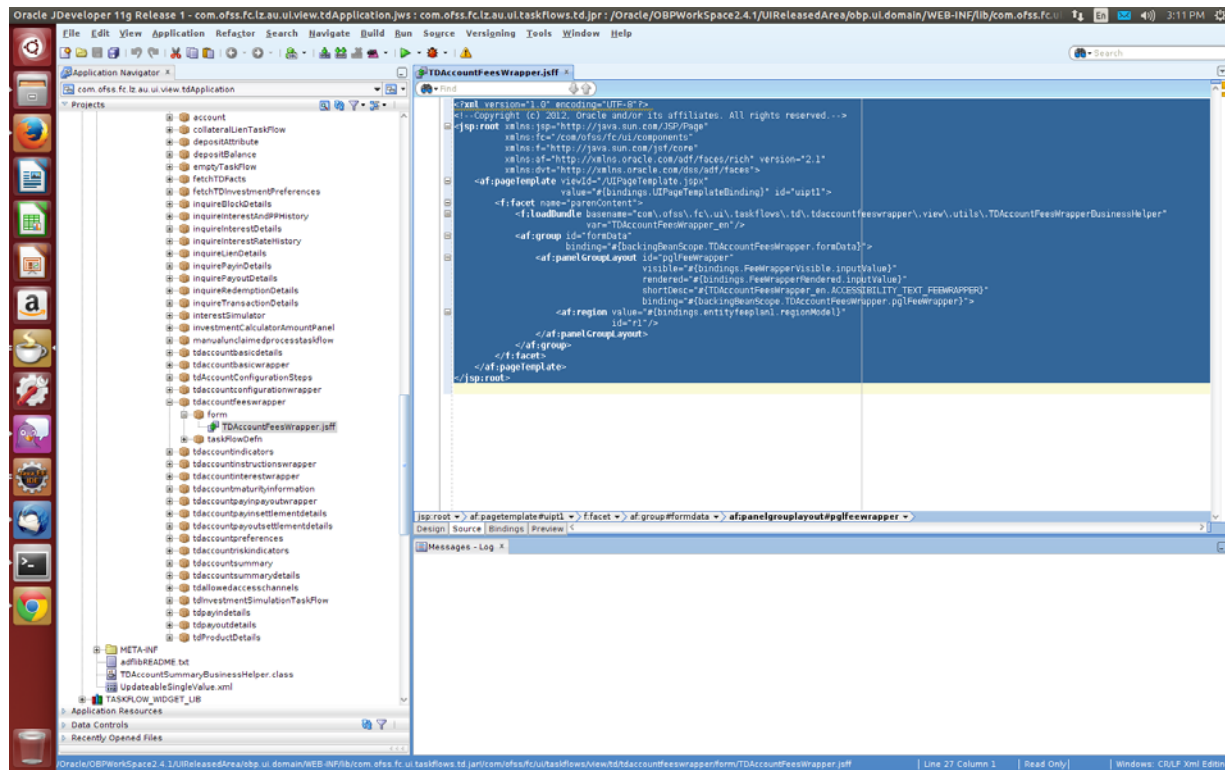 Oracle JDeveloper 11g Release 1 - com.ofss.fc.lz.au.ui.view.tdApplication.jws : com.ofss.fc.lz.au.ui.taskflows.td.jpr : /Oracle/OBPWorkSpace2.4.1/UIReleasedArea/obp.ui.domain/WEB-INF/lib/com.ofss.fc.ui
En
3:11 PM
File Edit View Application Refactor Search Navigate Build Run Source Versioning Tools Window Help
Search
Application Navigator
com.ofss.fc.lz.au.ui.view.tdApplication
Projects
account
collateralLienTaskFlow
depositAttribute
depositBalance
emptyTaskFlow
fetchTDFacts
fetchTDInvestmentPreferences
inquireBlockDetails
inquireInterestAndPPHistory
inquireInterestDetails
inquireInterestRateHistory
inquireLienDetails
inquirePayinDetails
inquirePayoutDetails
inquireRedemptionDetails
inquireTransactionDetails
interestSimulator
investmentCalculatorAmountPanel
manualunclaimedprocesstaskflow
tdaccountbasicdetails
tdaccountbasicwrapper
tdAccountConfigurationSteps
tdaccountconfigurationwrapper
tdaccountfeeswrapper
form
TDAccountFeesWrapper.jsff
taskFlowDefn
tdaccountindicators
tdaccountinstructionswrapper
tdaccountinterestwrapper
tdaccountmaturityinformation
tdaccountpayinpayoutwrapper
tdaccountpayinsettlementdetails
tdaccountpayoutsettlementdetails
tdaccountpreferences
tdaccountriskindicators
tdaccountsummary
tdaccountsummarydetails
tdallowedaccesschannels
tdInvestmentSimulationTaskFlow
tdpayindetails
tdpayoutdetails
tdProductDetails
META-INF
adflibREADME.txt
TDAccountSummaryBusinessHelper.class
UpdateableSingleValue.xml
TASKFLOW_WIDGET_LIB
Application Resources
Data Controls
Recently Opened Files
TDAccountFeesWrapper.jsff
Find
<?xml version="1.0" encoding="UTF-8"?>
<!--Copyright (c) 2012, Oracle and/or its affiliates. All rights reserved.-->
<jsp:root xmlns:jsp="http://java.sun.com/JSP/Page"
xmlns:fc="/com/ofss/fc/ui/components"
xmlns:f="http://java.sun.com/jsf/core"
xmlns:af="http://xmlns.oracle.com/adf/faces/rich" version="2.1"
xmlns:dvt="http://xmlns.oracle.com/dss/adf/faces">
<af:pageTemplate viewId="/UIPageTemplate.jspx"
value="#{bindings.UIPageTemplateBinding}" id="uipt1">
<f:facet name="parenContent">
<f:loadBundle basename="com\.ofss\.fc\.ui\.taskflows\.td\.tdaccountfeeswrapper\.view\.utils\.TDAccountFeesWrapperBusinessHelper"
var="TDAccountFeesWrapper_en"/>
<af:group id="formData"
binding="#{backingBeanScope.TDAccountFeesWrapper.formData}">
<af:panelGroupLayout id="pglFeeWrapper"
visible="#{bindings.FeeWrapperVisible.inputValue}"
rendered="#{bindings.FeeWrapperRendered.inputValue}"
shortDesc="#{TDAccountFeesWrapper_en.ACCESSIBILITY_TEXT_FEEWRAPPER}"
binding="#{backingBeanScope.TDAccountFeesWrapper.pglFeeWrapper}">
<af:region value="#{bindings.entityfeeplan1.regionModel}"
id="r1"/>
</af:panelGroupLayout>
</af:group>
</f:facet>
</af:pageTemplate>
</jsp:root>
jsp:root af:pagetemplate#uipt1 f:facet af:group#formdata af:panelgrouplayout#pglfeewrapper
Design Source Bindings Preview
Messages - Log
/Oracle/OBPWorkSpace2.4.1/UIReleasedArea/obp.ui.domain/WEB-INF/lib/com.ofss.fc.ui.taskflows.td.jar!/com/ofss/fc/ui/taskflows/view/td/tdaccountfeeswrapper/form/TDAccountFeesWrapper.jsff
Line 27 Column 1 Read Only Windows: CR/LF Xml Editin